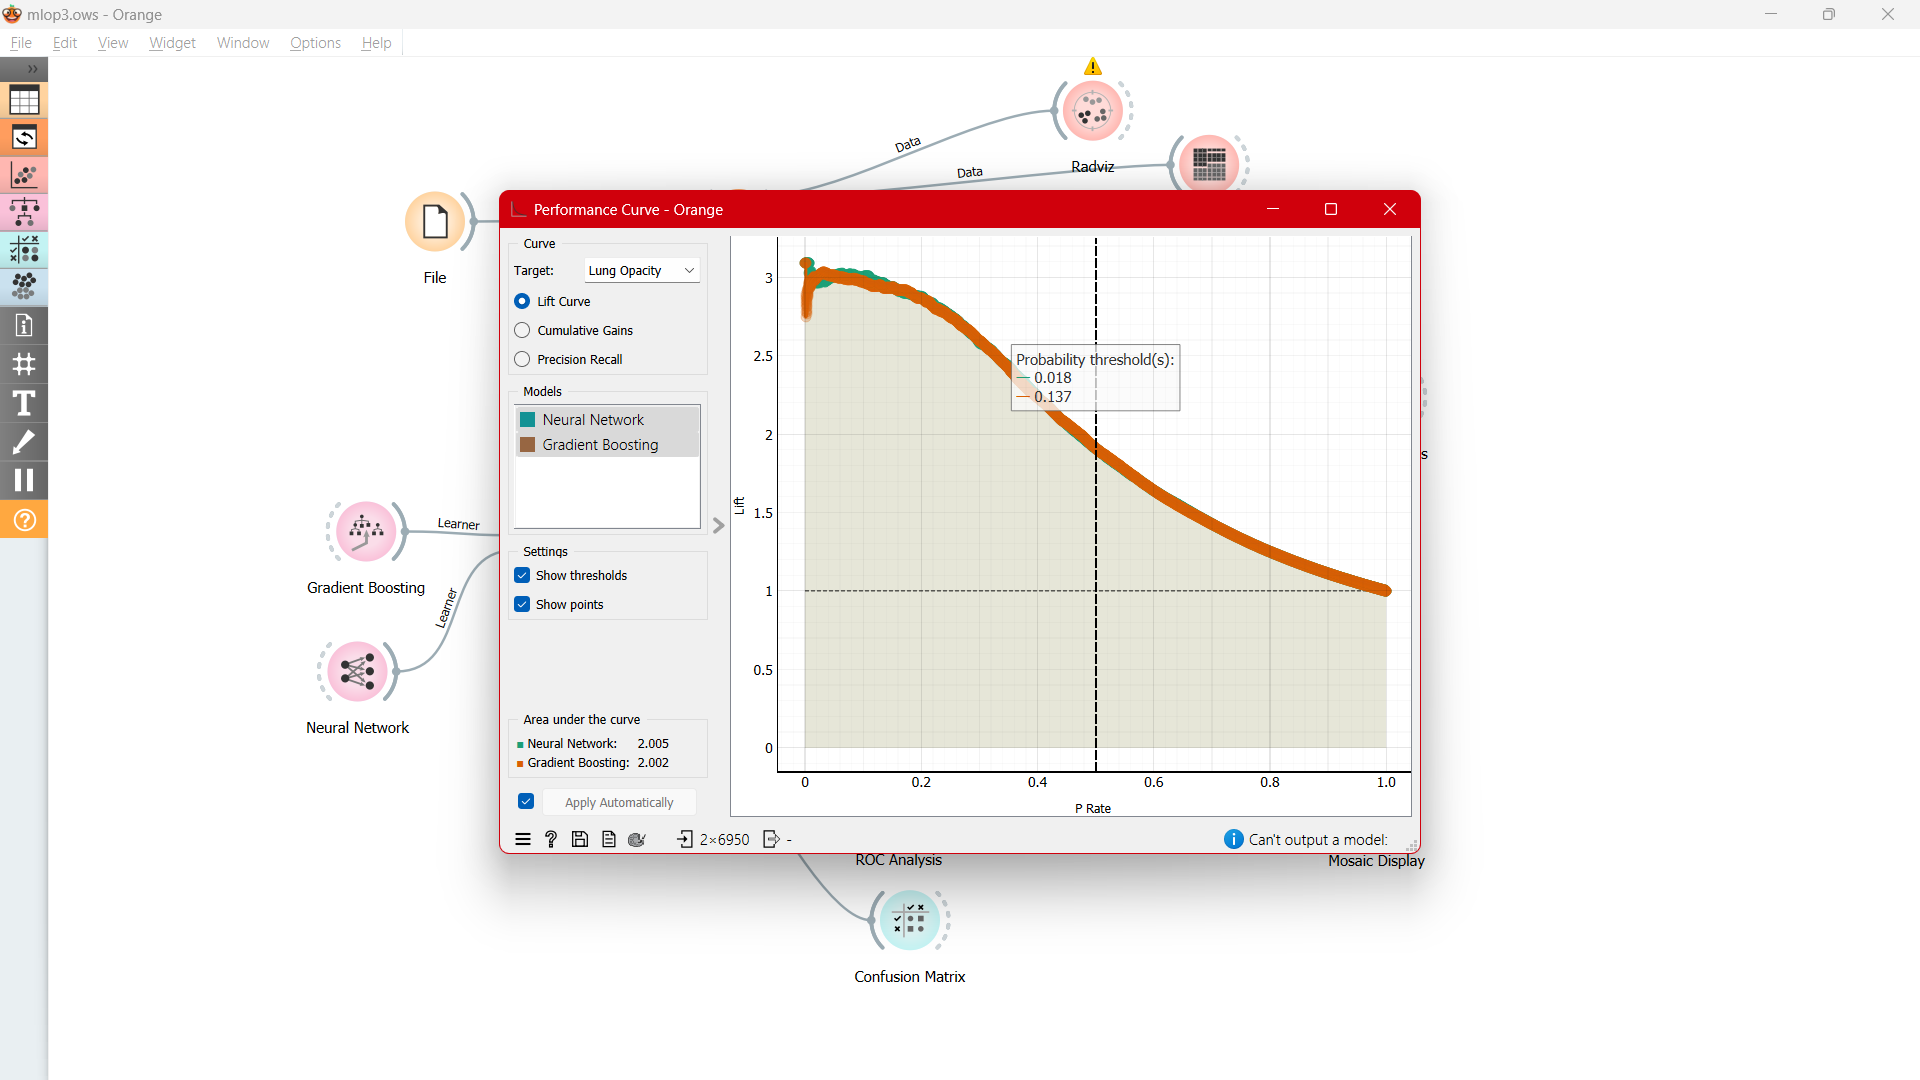 mlop3.ows - Orange
File Edit View Widget Window Options Help
Data
Radviz
Data
File
Performance Curve - Orange
Curve
Target: Lung Opacity
Lift Curve
Cumulative Gains
Precision Recall
Models
Neural Network
Gradient Boosting
Settings
Show thresholds
Show points
Area under the curve
Neural Network: 2.005
Gradient Boosting: 2.002
Apply Automatically
2×6950 -
Can't output a model:
3
2.5
2
1.5
1
0.5
0
Lift
Probability threshold(s):
0.018
0.137
0 0.2 0.4 0.6 0.8 1.0
P Rate
s
Learner
Gradient Boosting
Learner
Neural Network
ROC Analysis
Mosaic Display
Confusion Matrix